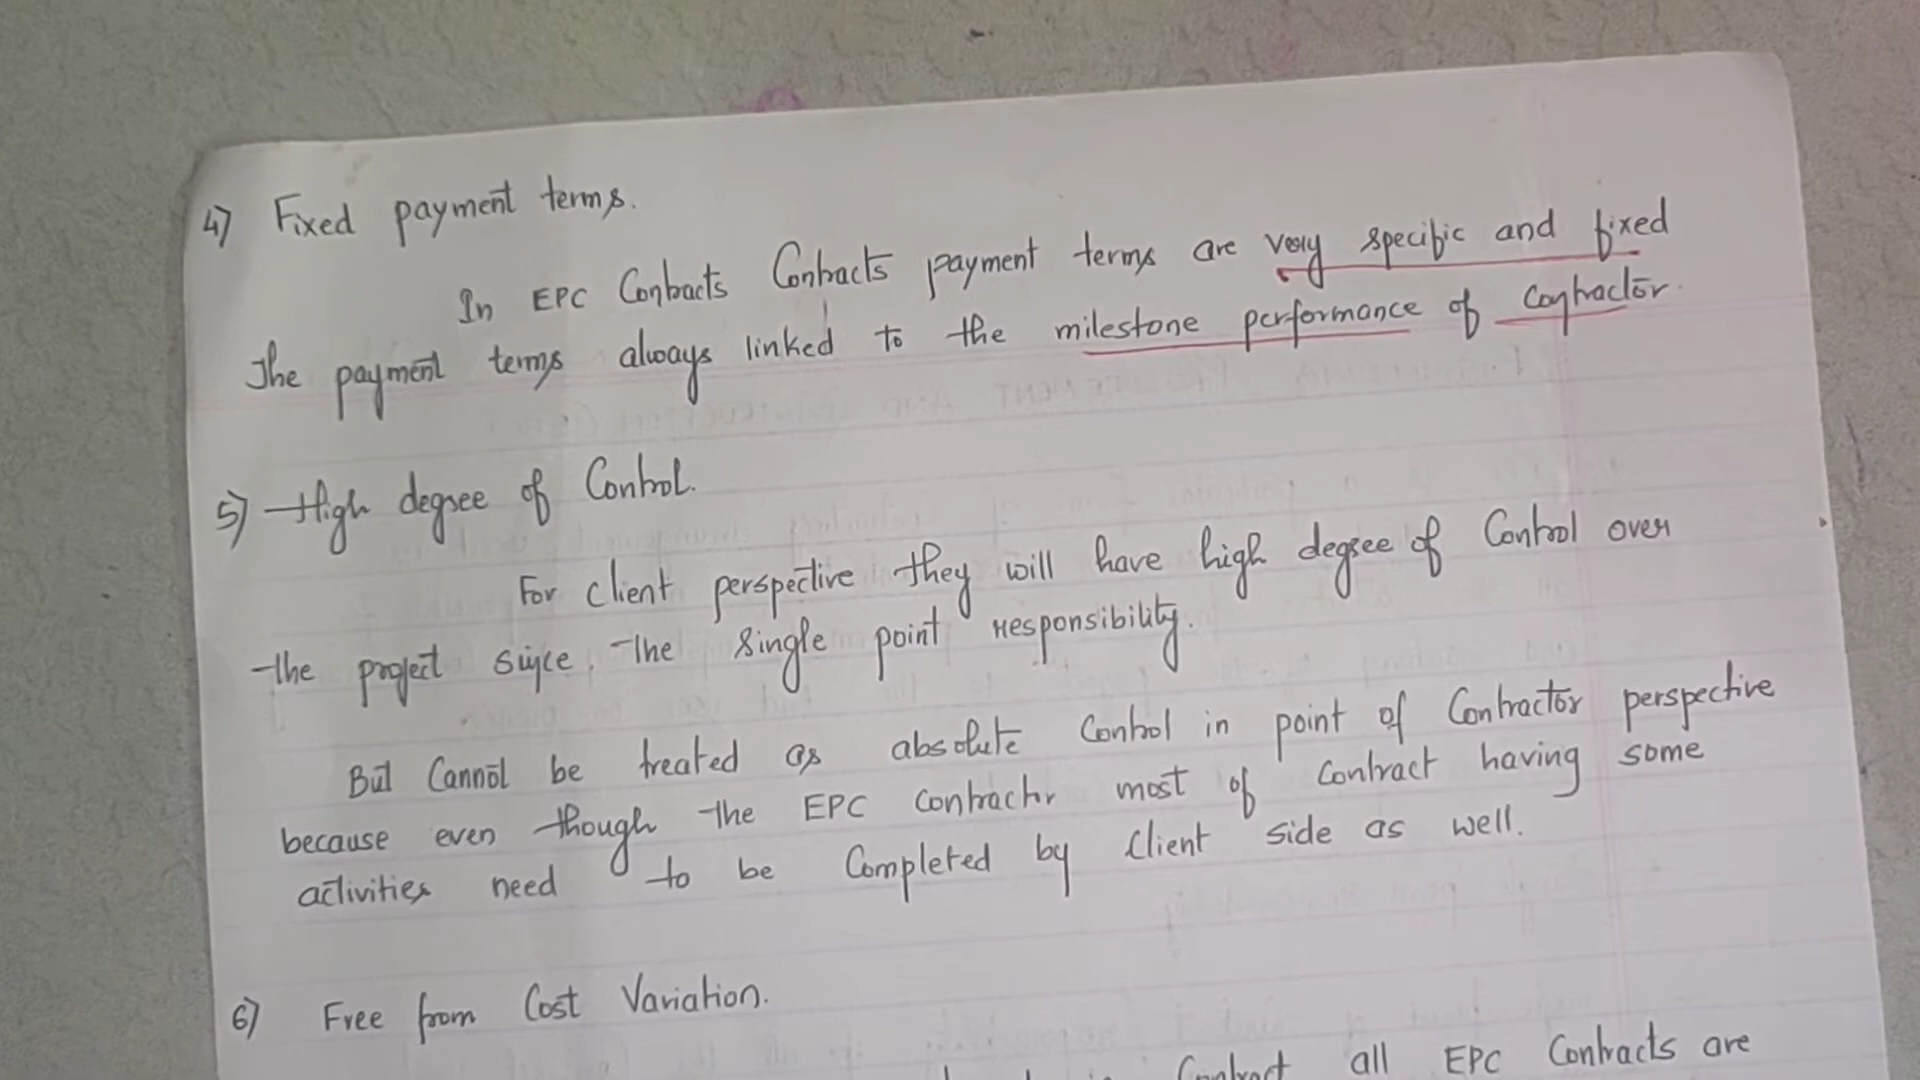 4) Fixed payment terms.
In EPC Contracts Contracts payment terms are very specific and fixed
The payment terms always linked to the milestone performance of contractor.
5) High degree of Control.
For client perspective they will have high degree of Control over
the project since. The single point responsibility.
But Cannot be treated as absolute Control in point of Contractor perspective
because even though the EPC contractor most of contract having some
activities need to be Completed by client side as well.
6) Free from Cost Variation.
Contract all EPC Contracts are